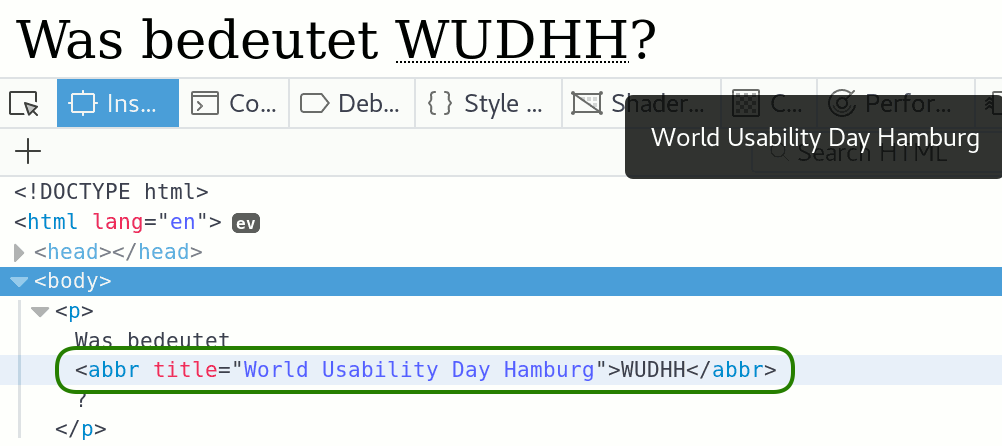 Was bedeutet WUDHH?
Ins... Co... Deb... { } Style ... Shader... C... Perfor...
World Usability Day Hamburg
+ Search HTML
<!DOCTYPE html>
<html lang="en"> ev
<head></head>
<body>
<p>
Was bedeutet
<abbr title="World Usability Day Hamburg">WUDHH</abbr>
?
</p>